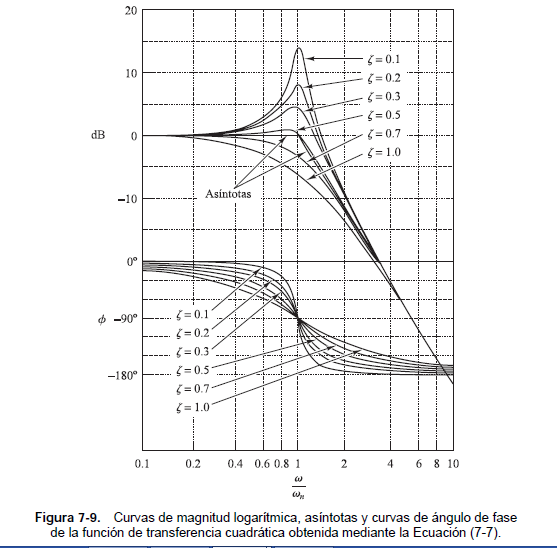 20
10
dB
0
−10
0°
ϕ −90°
−180°
ζ = 0.1
ζ = 0.2
ζ = 0.3
ζ = 0.5
ζ = 0.7
ζ = 1.0
Asíntotas
ζ = 0.1
ζ = 0.2
ζ = 0.3
ζ = 0.5
ζ = 0.7
ζ = 1.0
0.1 0.2 0.4 0.6 0.8 1 2 4 6 8 10
ω
ωn
Figura 7-9. Curvas de magnitud logarítmica, asíntotas y curvas de ángulo de fase
de la función de transferencia cuadrática obtenida mediante la Ecuación (7-7).